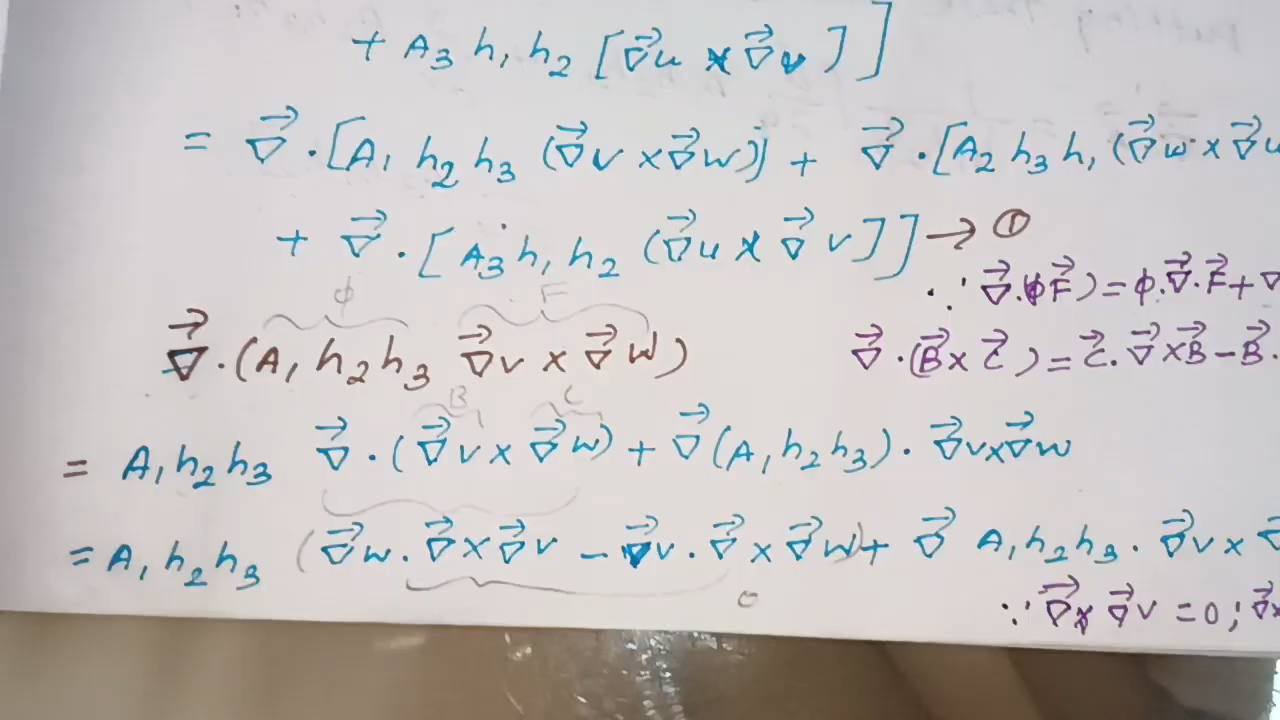 + A₃ h₁ h₂ [∇⃗u × ∇⃗v ] ]
= ∇⃗ · [A₁ h₂ h₃ (∇⃗v × ∇⃗w)] + ∇⃗ · [A₂ h₃ h₁ (∇⃗w × ∇⃗u
+ ∇⃗ · [A₃ h₁ h₂ (∇⃗u × ∇⃗ v ] ] → ①
∵ ∇⃗.(ϕF⃗) = ϕ.∇⃗.F⃗ + ∇
ϕ F
∇⃗ · (A₁ h₂ h₃ ∇⃗v × ∇⃗ w)
∇⃗ · (B⃗ × C⃗ ) = C⃗. ∇⃗ × B⃗ – B⃗ .
B C
= A₁ h₂ h₃ ∇⃗ · (∇⃗ v × ∇⃗ w) + ∇⃗ (A₁ h₂ h₃) · ∇⃗v × ∇⃗w
= A₁ h₂ h₃ (∇⃗w . ∇⃗ × ∇⃗v – ∇⃗v . ∇⃗ × ∇⃗w) + ∇⃗ A₁ h₂ h₃ . ∇⃗v × ∇⃗
0
∵ ∇⃗ × ∇⃗v = 0 ; ∇⃗ ×